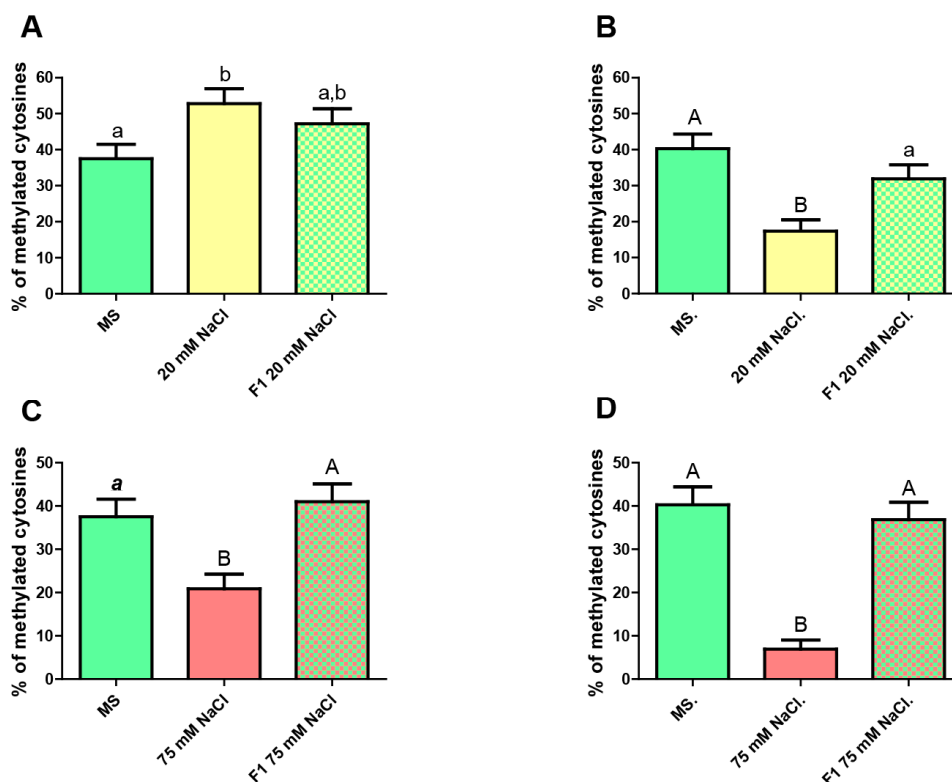 A
% of methylated cytosines
60
50
40
30
20
10
0
a
b
a,b
MS
20 mM NaCl
F1 20 mM NaCl
B
% of methylated cytosines
60
50
40
30
20
10
0
A
B
a
MS.
20 mM NaCl.
F1 20 mM NaCl.
C
% of methylated cytosines
50
40
30
20
10
0
a
B
A
MS
75 mM NaCl
F1 75 mM NaCl
D
% of methylated cytosines
50
40
30
20
10
0
A
B
A
MS.
75 mM NaCl.
F1 75 mM NaCl.